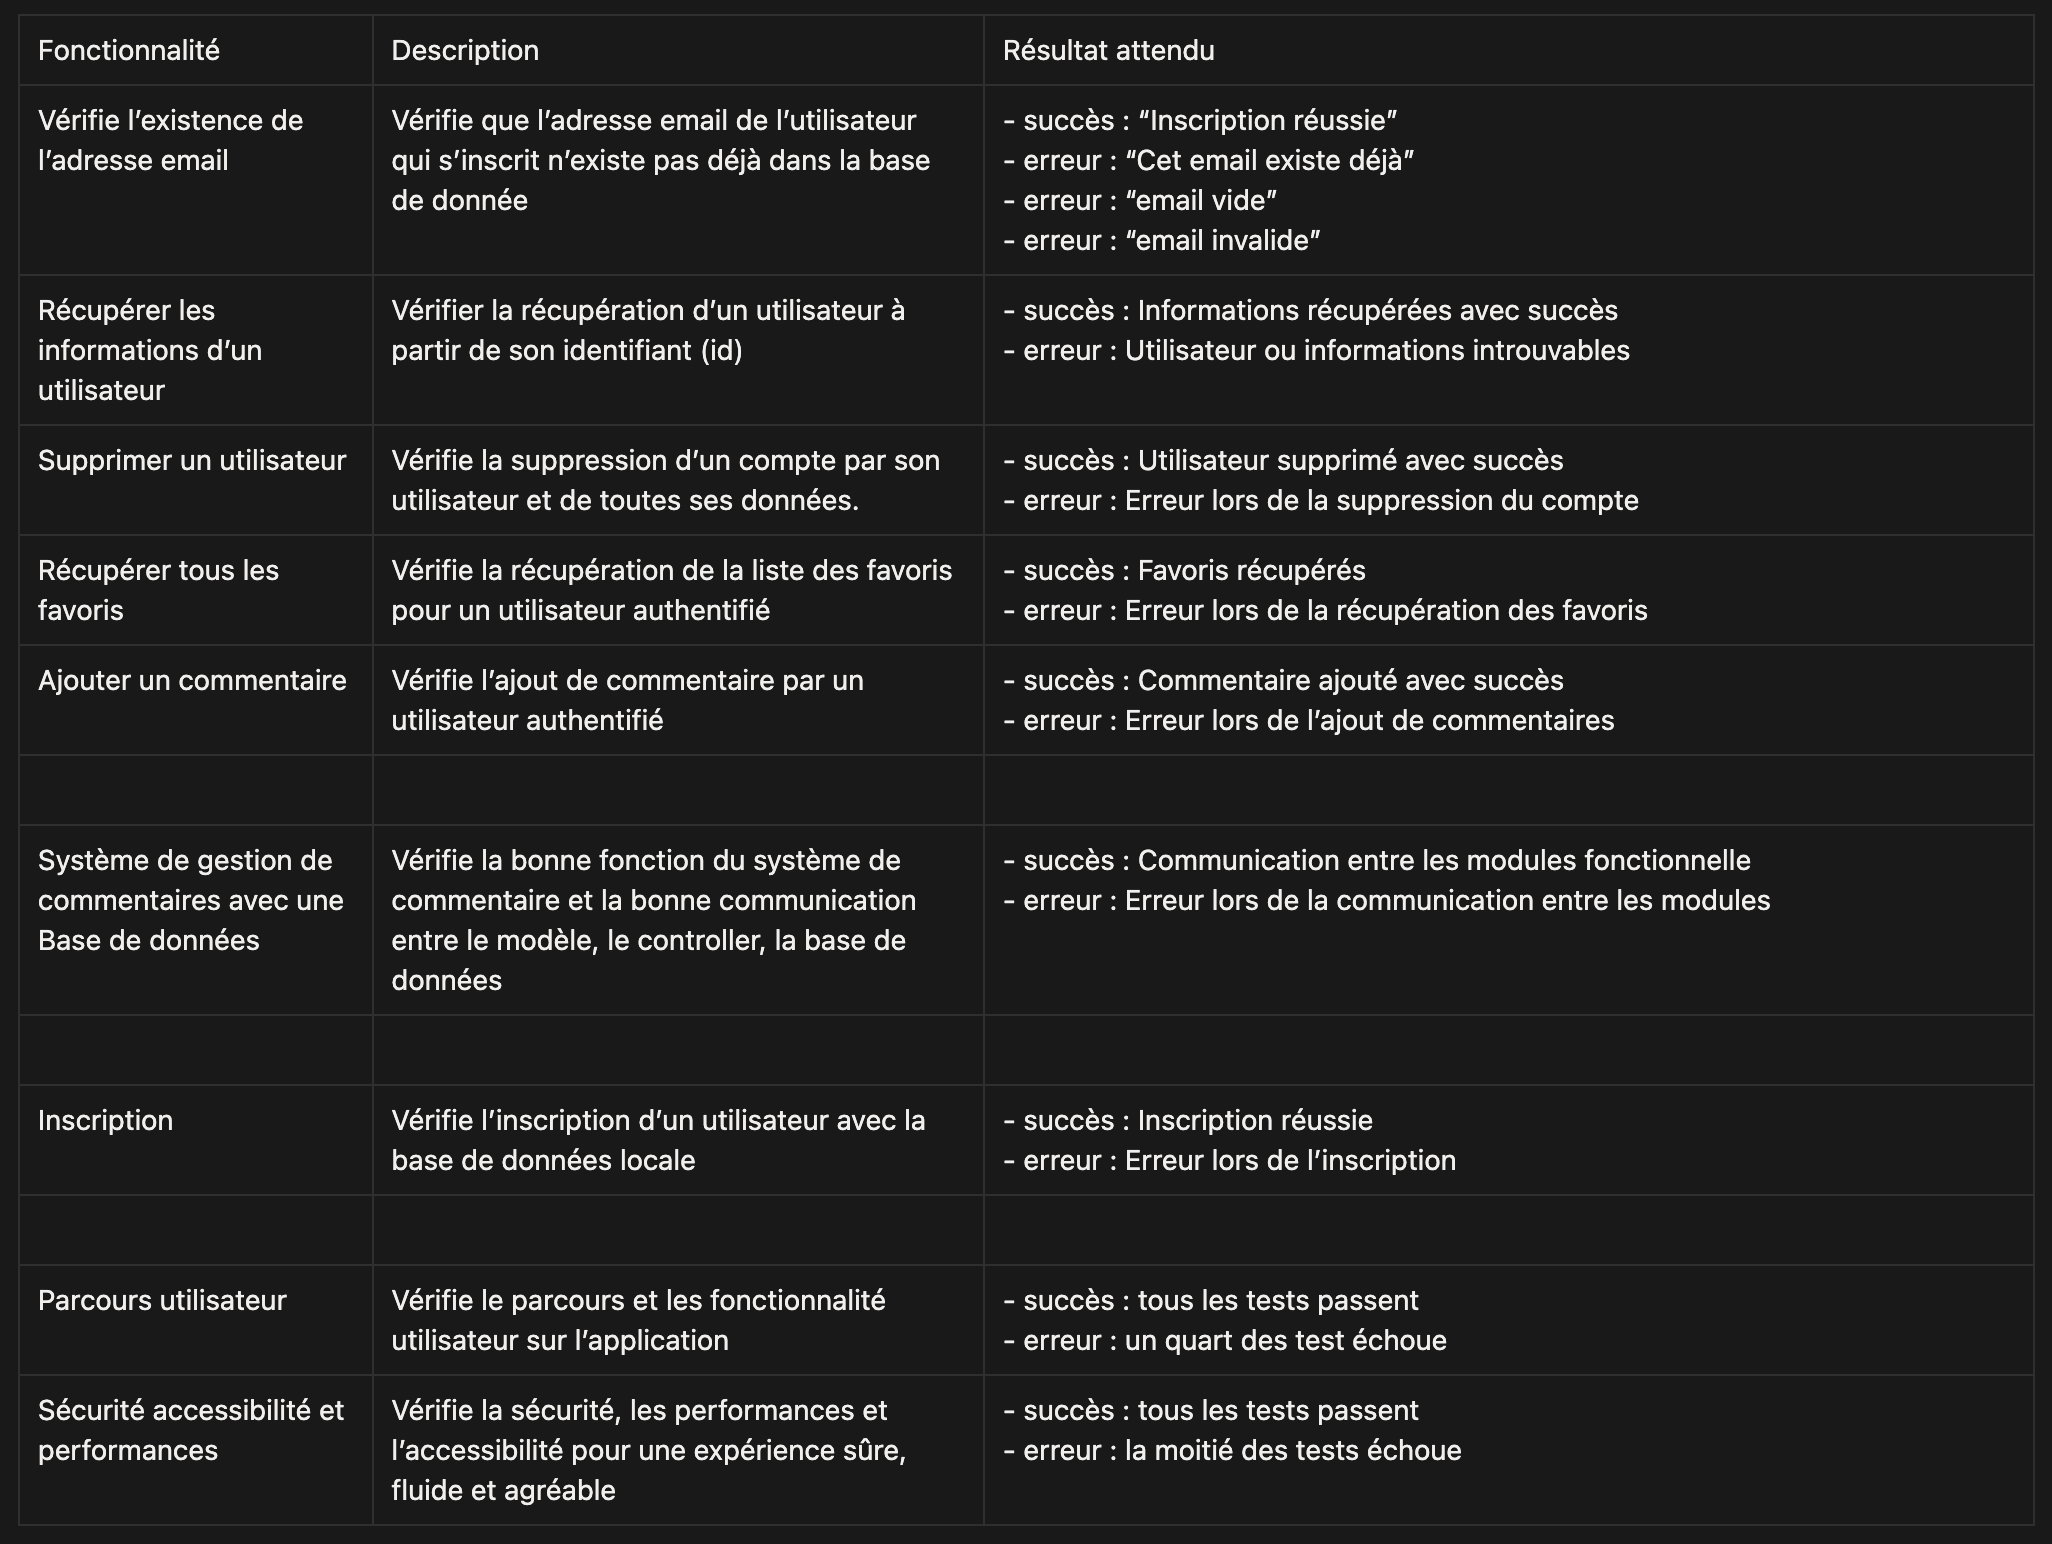 Fonctionnalité
Description
Résultat attendu
Vérifie l’existence de
l’adresse email
Vérifie que l’adresse email de l’utilisateur
qui s’inscrit n’existe pas déjà dans la base
de donnée
- succès : “Inscription réussie”
- erreur : “Cet email existe déjà”
- erreur : “email vide”
- erreur : “email invalide”
Récupérer les
informations d’un
utilisateur
Vérifier la récupération d’un utilisateur à
partir de son identifiant (id)
- succès : Informations récupérées avec succès
- erreur : Utilisateur ou informations introuvables
Supprimer un utilisateur
Vérifie la suppression d’un compte par son
utilisateur et de toutes ses données.
- succès : Utilisateur supprimé avec succès
- erreur : Erreur lors de la suppression du compte
Récupérer tous les
favoris
Vérifie la récupération de la liste des favoris
pour un utilisateur authentifié
- succès : Favoris récupérés
- erreur : Erreur lors de la récupération des favoris
Ajouter un commentaire
Vérifie l’ajout de commentaire par un
utilisateur authentifié
- succès : Commentaire ajouté avec succès
- erreur : Erreur lors de l’ajout de commentaires
Système de gestion de
commentaires avec une
Base de données
Vérifie la bonne fonction du système de
commentaire et la bonne communication
entre le modèle, le controller, la base de
données
- succès : Communication entre les modules fonctionnelle
- erreur : Erreur lors de la communication entre les modules
Inscription
Vérifie l’inscription d’un utilisateur avec la
base de données locale
- succès : Inscription réussie
- erreur : Erreur lors de l’inscription
Parcours utilisateur
Vérifie le parcours et les fonctionnalité
utilisateur sur l’application
- succès : tous les tests passent
- erreur : un quart des test échoue
Sécurité accessibilité et
performances
Vérifie la sécurité, les performances et
l’accessibilité pour une expérience sûre,
fluide et agréable
- succès : tous les tests passent
- erreur : la moitié des tests échoue